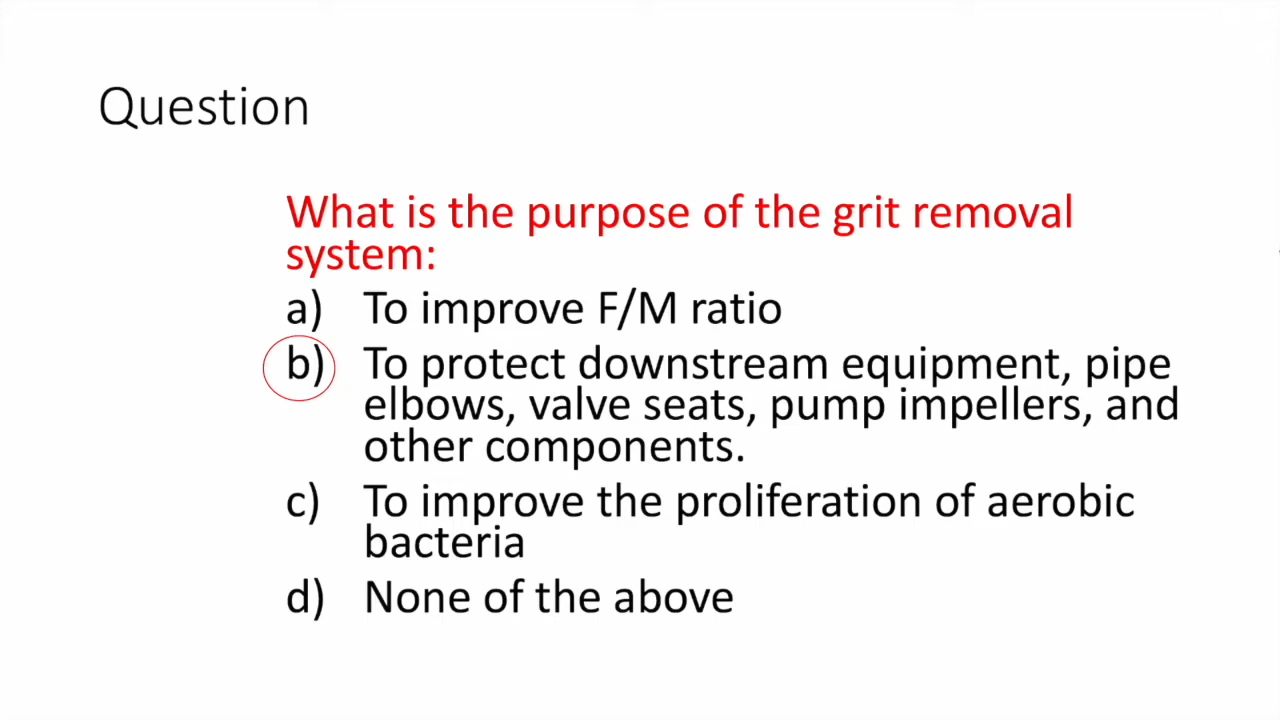 Question
What is the purpose of the grit removal
system:
a) To improve F/M ratio
b) To protect downstream equipment, pipe
elbows, valve seats, pump impellers, and
other components.
c) To improve the proliferation of aerobic
bacteria
d) None of the above